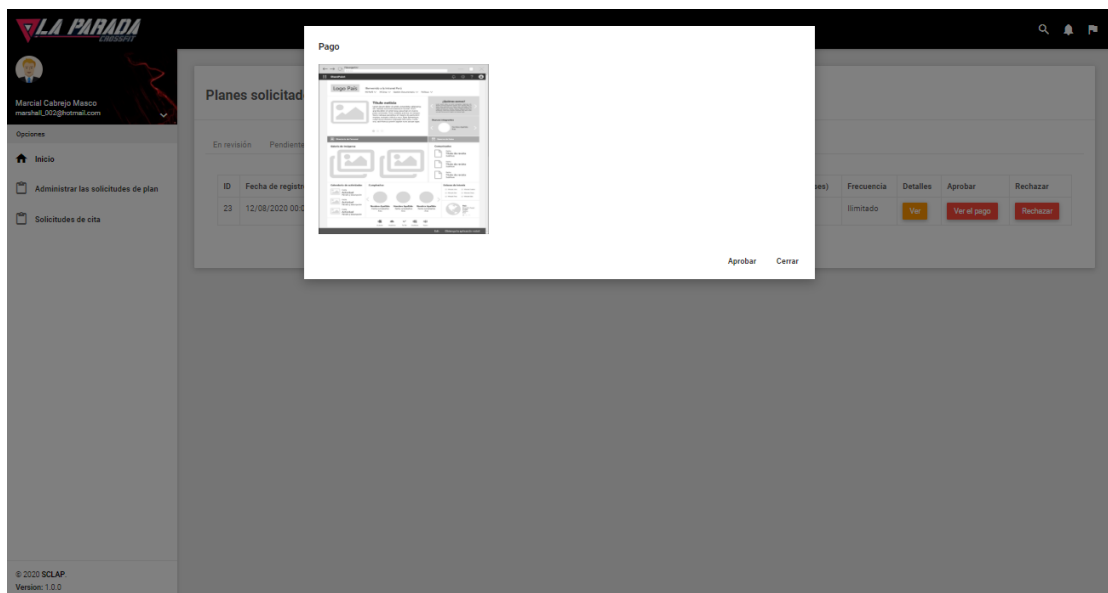 LA PARADA
CROSSFIT
Marcial Cabrejo Masco
marshall_002@hotmail.com
Opciones
Inicio
Administrar las solicitudes de plan
Solicitudes de cita
© 2020 SCLAP.
Version: 1.0.0
Planes solicitad
En revisión Pendiente
ID Fecha de registr ses) Frecuencia Detalles Aprobar Rechazar
23 12/08/2020 00:0 Ilimitado Ver Ver el pago Rechazar
Pago
Logo País
Título noticia
Aprobar Cerrar